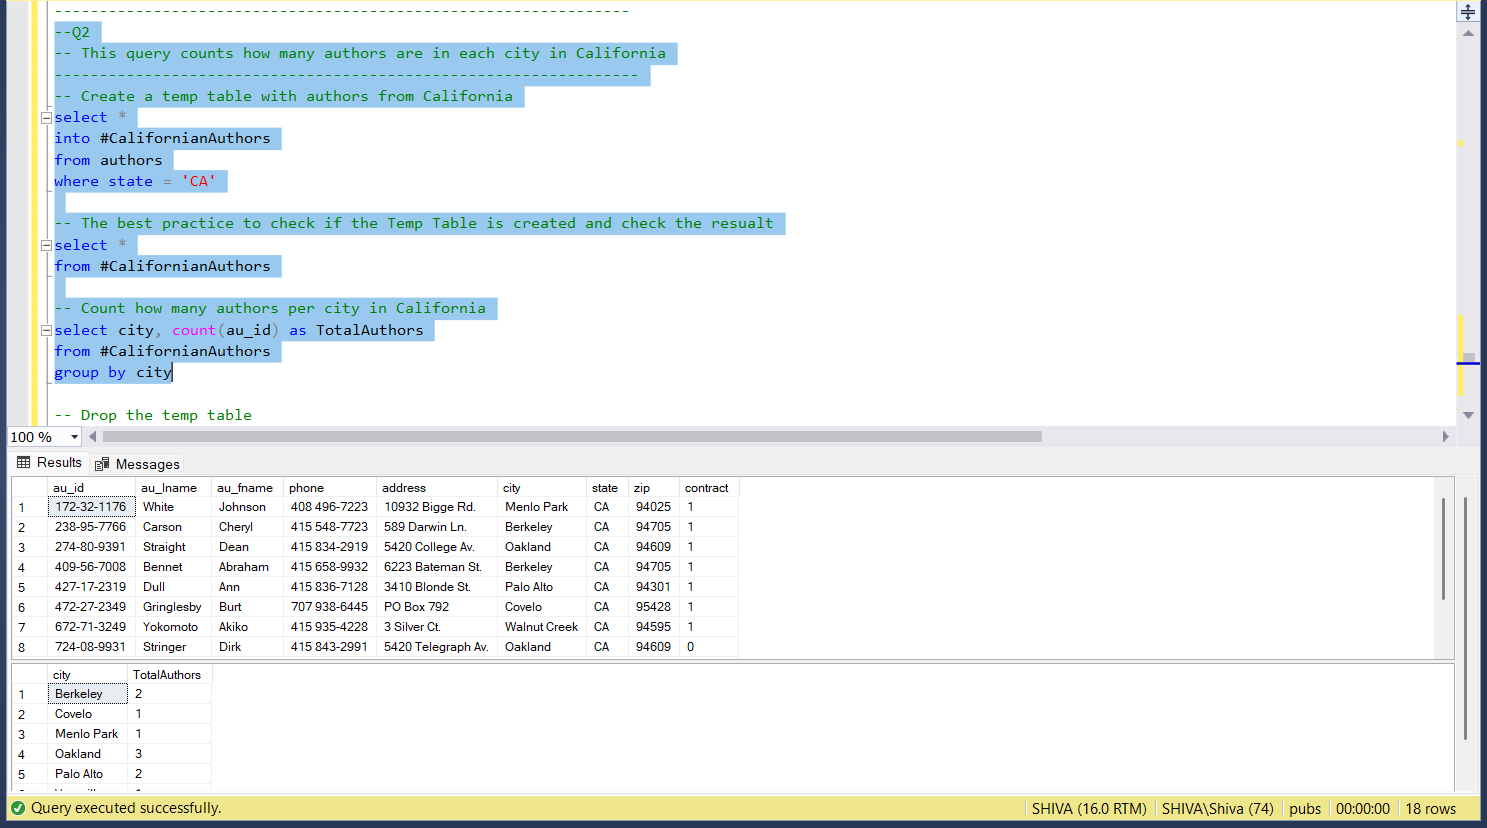 ----------------------------------------------------------------
--Q2
-- This query counts how many authors are in each city in California
-----------------------------------------------------------------
-- Create a temp table with authors from California
select *
into #CalifornianAuthors
from authors
where state = 'CA'
-- The best practice to check if the Temp Table is created and check the resualt
select *
from #CalifornianAuthors
-- Count how many authors per city in California
select city, count(au_id) as TotalAuthors
from #CalifornianAuthors
group by city
-- Drop the temp table
100 %
Results Messages
au_id au_lname au_fname phone address city state zip contract
1 172-32-1176 White Johnson 408 496-7223 10932 Bigge Rd. Menlo Park CA 94025 1
2 238-95-7766 Carson Cheryl 415 548-7723 589 Darwin Ln. Berkeley CA 94705 1
3 274-80-9391 Straight Dean 415 834-2919 5420 College Av. Oakland CA 94609 1
4 409-56-7008 Bennet Abraham 415 658-9932 6223 Bateman St. Berkeley CA 94705 1
5 427-17-2319 Dull Ann 415 836-7128 3410 Blonde St. Palo Alto CA 94301 1
6 472-27-2349 Gringlesby Burt 707 938-6445 PO Box 792 Covelo CA 95428 1
7 672-71-3249 Yokomoto Akiko 415 935-4228 3 Silver Ct. Walnut Creek CA 94595 1
8 724-08-9931 Stringer Dirk 415 843-2991 5420 Telegraph Av. Oakland CA 94609 0
city TotalAuthors
1 Berkeley 2
2 Covelo 1
3 Menlo Park 1
4 Oakland 3
5 Palo Alto 2
Query executed successfully. SHIVA (16.0 RTM) SHIVA\Shiva (74) pubs 00:00:00 18 rows